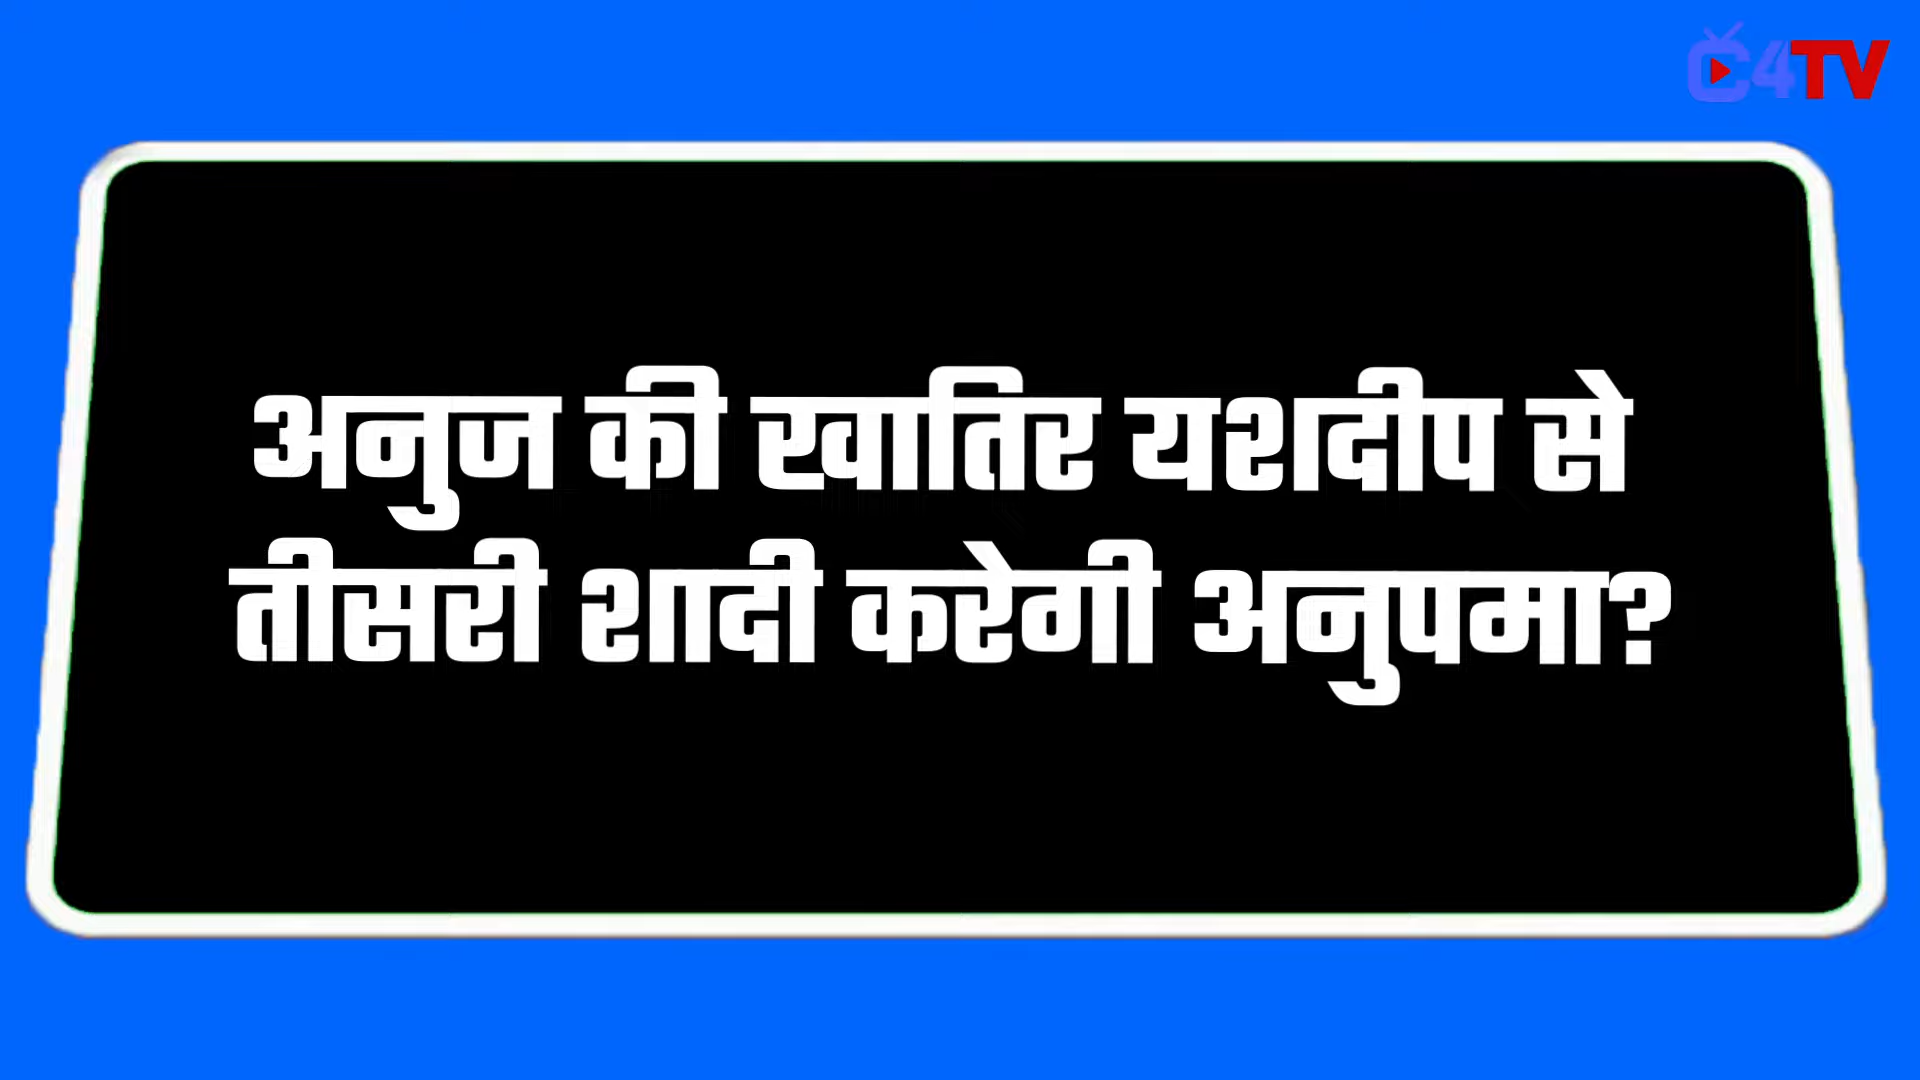 C4TV
अनुज की खातिर यशदीप से
तीसरी शादी करेगी अनुपमा?